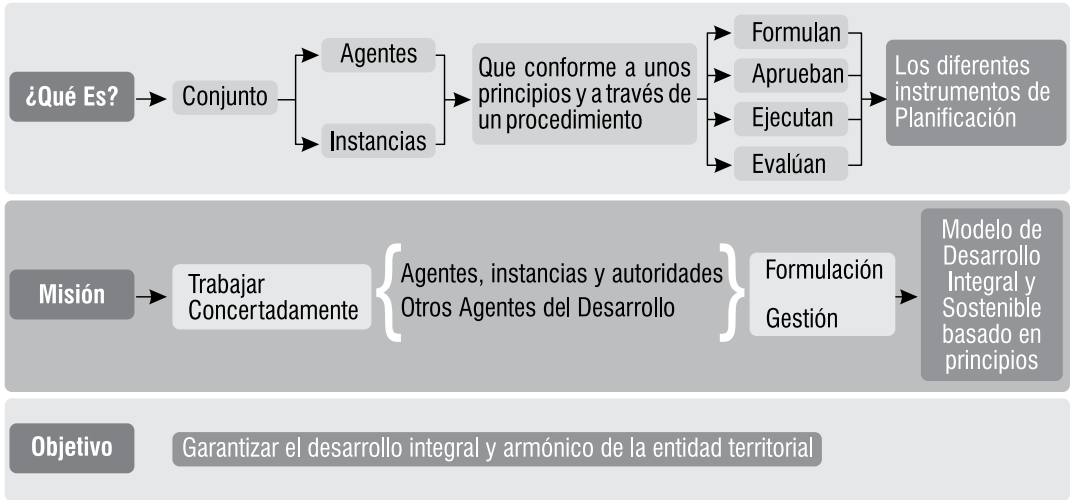 ¿Qué Es?
Conjunto
Agentes
Instancias
Que conforme a unos
principios y a través de
un procedimiento
Formulan
Aprueban
Ejecutan
Evalúan
Los diferentes
instrumentos de
Planificación
Misión
Trabajar
Concertadamente
Agentes, instancias y autoridades
Otros Agentes del Desarrollo
Formulación
Gestión
Modelo de
Desarrollo
Integral y
Sostenible
basado en
principios
Objetivo
Garantizar el desarrollo integral y armónico de la entidad territorial